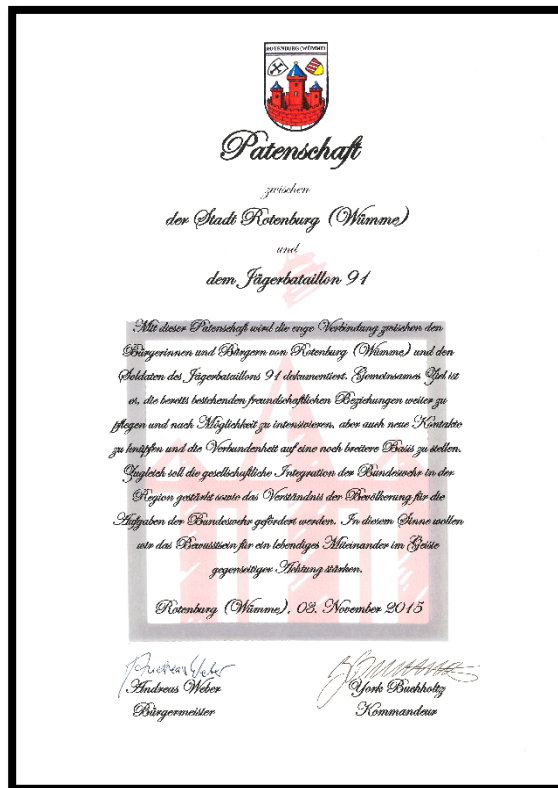 ROTENBURG (WÜMME)
Patenschaft
zwischen
der Stadt Rotenburg (Wümme)
und
dem Jägerbataillon 91
Mit dieser Patenschaft wird die enge Verbindung zwischen den
Bürgerinnen und Bürgern von Rotenburg (Wümme) und den
Soldaten des Jägerbataillons 91 dokumentiert. Gemeinsames Ziel ist
es, die bereits bestehenden freundschaftlichen Beziehungen weiter zu
pflegen und nach Möglichkeit zu intensivieren, aber auch neue Kontakte
zu knüpfen und die Verbundenheit auf eine noch breitere Basis zu stellen.
Zugleich soll die gesellschaftliche Integration der Bundeswehr in der
Region gestärkt sowie das Verständnis der Bevölkerung für die
Aufgaben der Bundeswehr gefördert werden. In diesem Sinne wollen
wir das Bewusstsein für ein lebendiges Miteinander im Geiste
gegenseitiger Achtung stärken.
Rotenburg (Wümme), 03. November 2015
Andreas Weber
Andreas Weber York Buchholtz
Bürgermeister Kommandeur